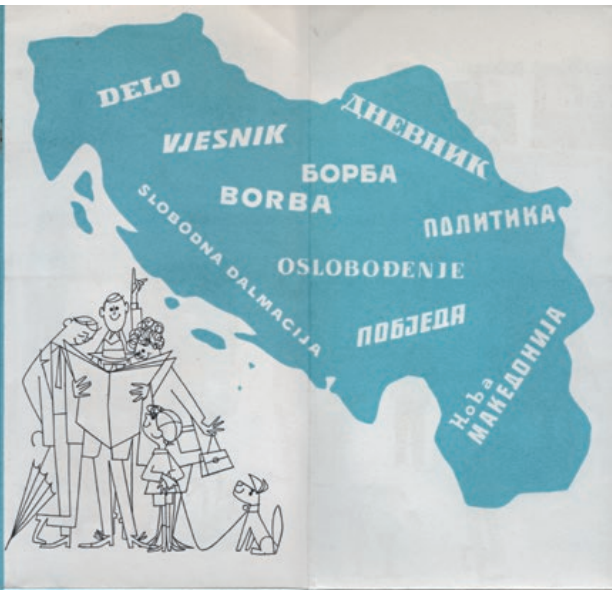 DELO
ДНЕВНИК
VJESNIK
БОРБА
BORBA
ПОЛИТИКА
SLOBODNA DALMACIJA
OSLOBOĐENJE
ПОБЈЕДА
Нова
МАКЕДОНИЈА